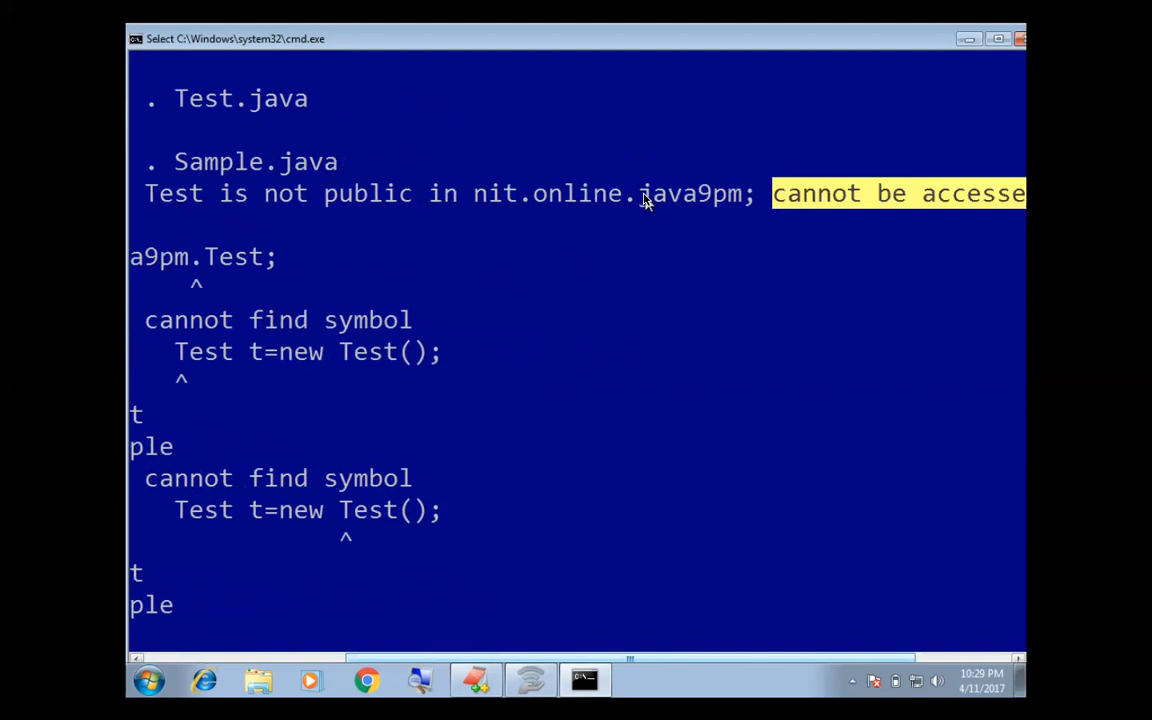 Select C:\Windows\system32\cmd.exe
. Test.java
. Sample.java
Test is not public in nit.online.java9pm; cannot be accesse
a9pm.Test;
^
cannot find symbol
Test t=new Test();
^
t
ple
cannot find symbol
Test t=new Test();
^
t
ple
10:29 PM
4/11/2017